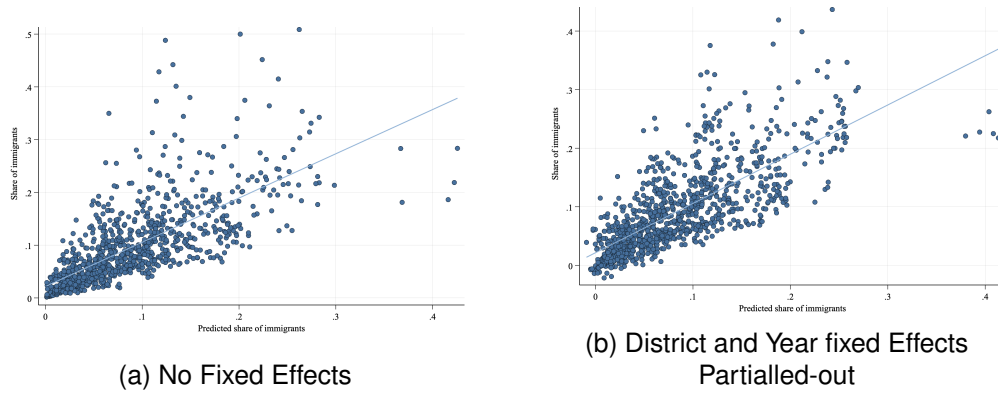 .5
.4
.3
.2
.1
0
Share of immigrants
0 .1 .2 .3 .4
Predicted share of immigrants
(a) No Fixed Effects
.4
.3
.2
.1
0
Share of immigrants
0 .1 .2 .3 .4
Predicted share of immigrants
(b) District and Year fixed Effects
Partialled-out